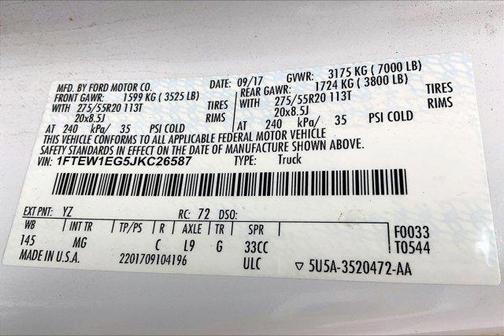 MFD. BY FORD MOTOR CO. DATE: 09/17 GVWR: 3175 KG ( 7000 LB)
FRONT GAWR: 1599 KG ( 3525 LB) REAR GAWR: 1724 KG ( 3800 LB)
275/55R20 113T TIRES 275/55R20 113T TIRES
20x8.5J RIMS 20x8.5J RIMS
AT 240 kPa/ 35 PSI COLD AT 240 kPa/ 35 PSI COLD
THIS VEHICLE CONFORMS TO ALL APPLICABLE FEDERAL MOTOR VEHICLE
SAFETY STANDARDS IN EFFECT ON THE DATE OF MANUFACTURE SHOWN ABOVE.
VIN: 1FTEW1EG5JKC26587 TYPE: Truck
EXT PNT: YZ RC: 72 DSO:
WB INT TR TP/PS R AXLE TR SPR F0033
145 MG C L9 G 33CC T0544
MADE IN U.S.A. 2201709104196 ULC ▽ 5U5A-3520472-AA